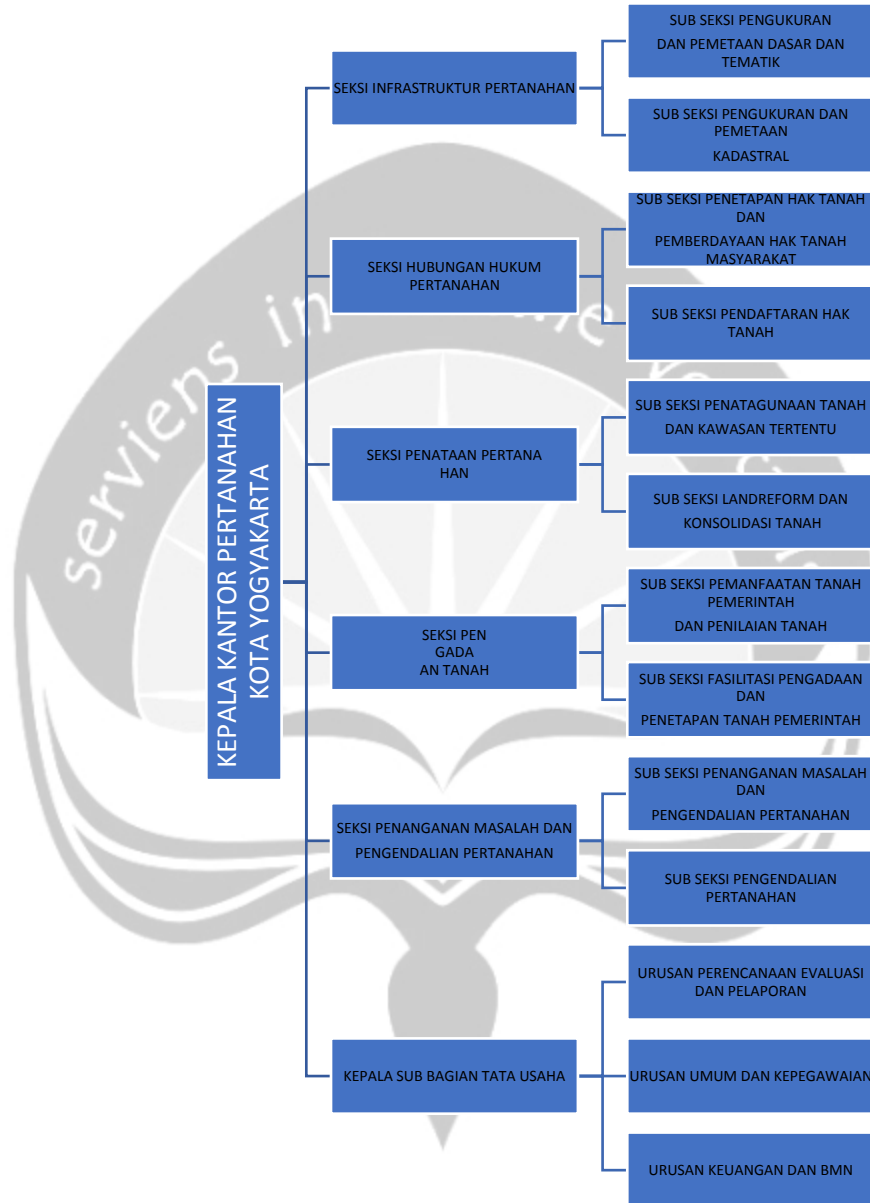 KEPALA KANTOR PERTANAHAN
KOTA YOGYAKARTA
SEKSI INFRASTRUKTUR PERTANAHAN
SUB SEKSI PENGUKURAN
DAN PEMETAAN DASAR DAN
TEMATIK
SUB SEKSI PENGUKURAN DAN
PEMETAAN
KADASTRAL
SEKSI HUBUNGAN HUKUM
PERTANAHAN
SUB SEKSI PENETAPAN HAK TANAH
DAN
PEMBERDAYAAN HAK TANAH
MASYARAKAT
SUB SEKSI PENDAFTARAN HAK
TANAH
SEKSI PENATAAN PERTANA
HAN
SUB SEKSI PENATAGUNAAN TANAH
DAN KAWASAN TERTENTU
SUB SEKSI LANDREFORM DAN
KONSOLIDASI TANAH
SEKSI PEN
GADA
AN TANAH
SUB SEKSI PEMANFAATAN TANAH
PEMERINTAH
DAN PENILAIAN TANAH
SUB SEKSI FASILITASI PENGADAAN
DAN
PENETAPAN TANAH PEMERINTAH
SEKSI PENANGANAN MASALAH DAN
PENGENDALIAN PERTANAHAN
SUB SEKSI PENANGANAN MASALAH
DAN
PENGENDALIAN PERTANAHAN
SUB SEKSI PENGENDALIAN
PERTANAHAN
KEPALA SUB BAGIAN TATA USAHA
URUSAN PERENCANAAN EVALUASI
DAN PELAPORAN
URUSAN UMUM DAN KEPEGAWAIAN
URUSAN KEUANGAN DAN BMN
serviens in